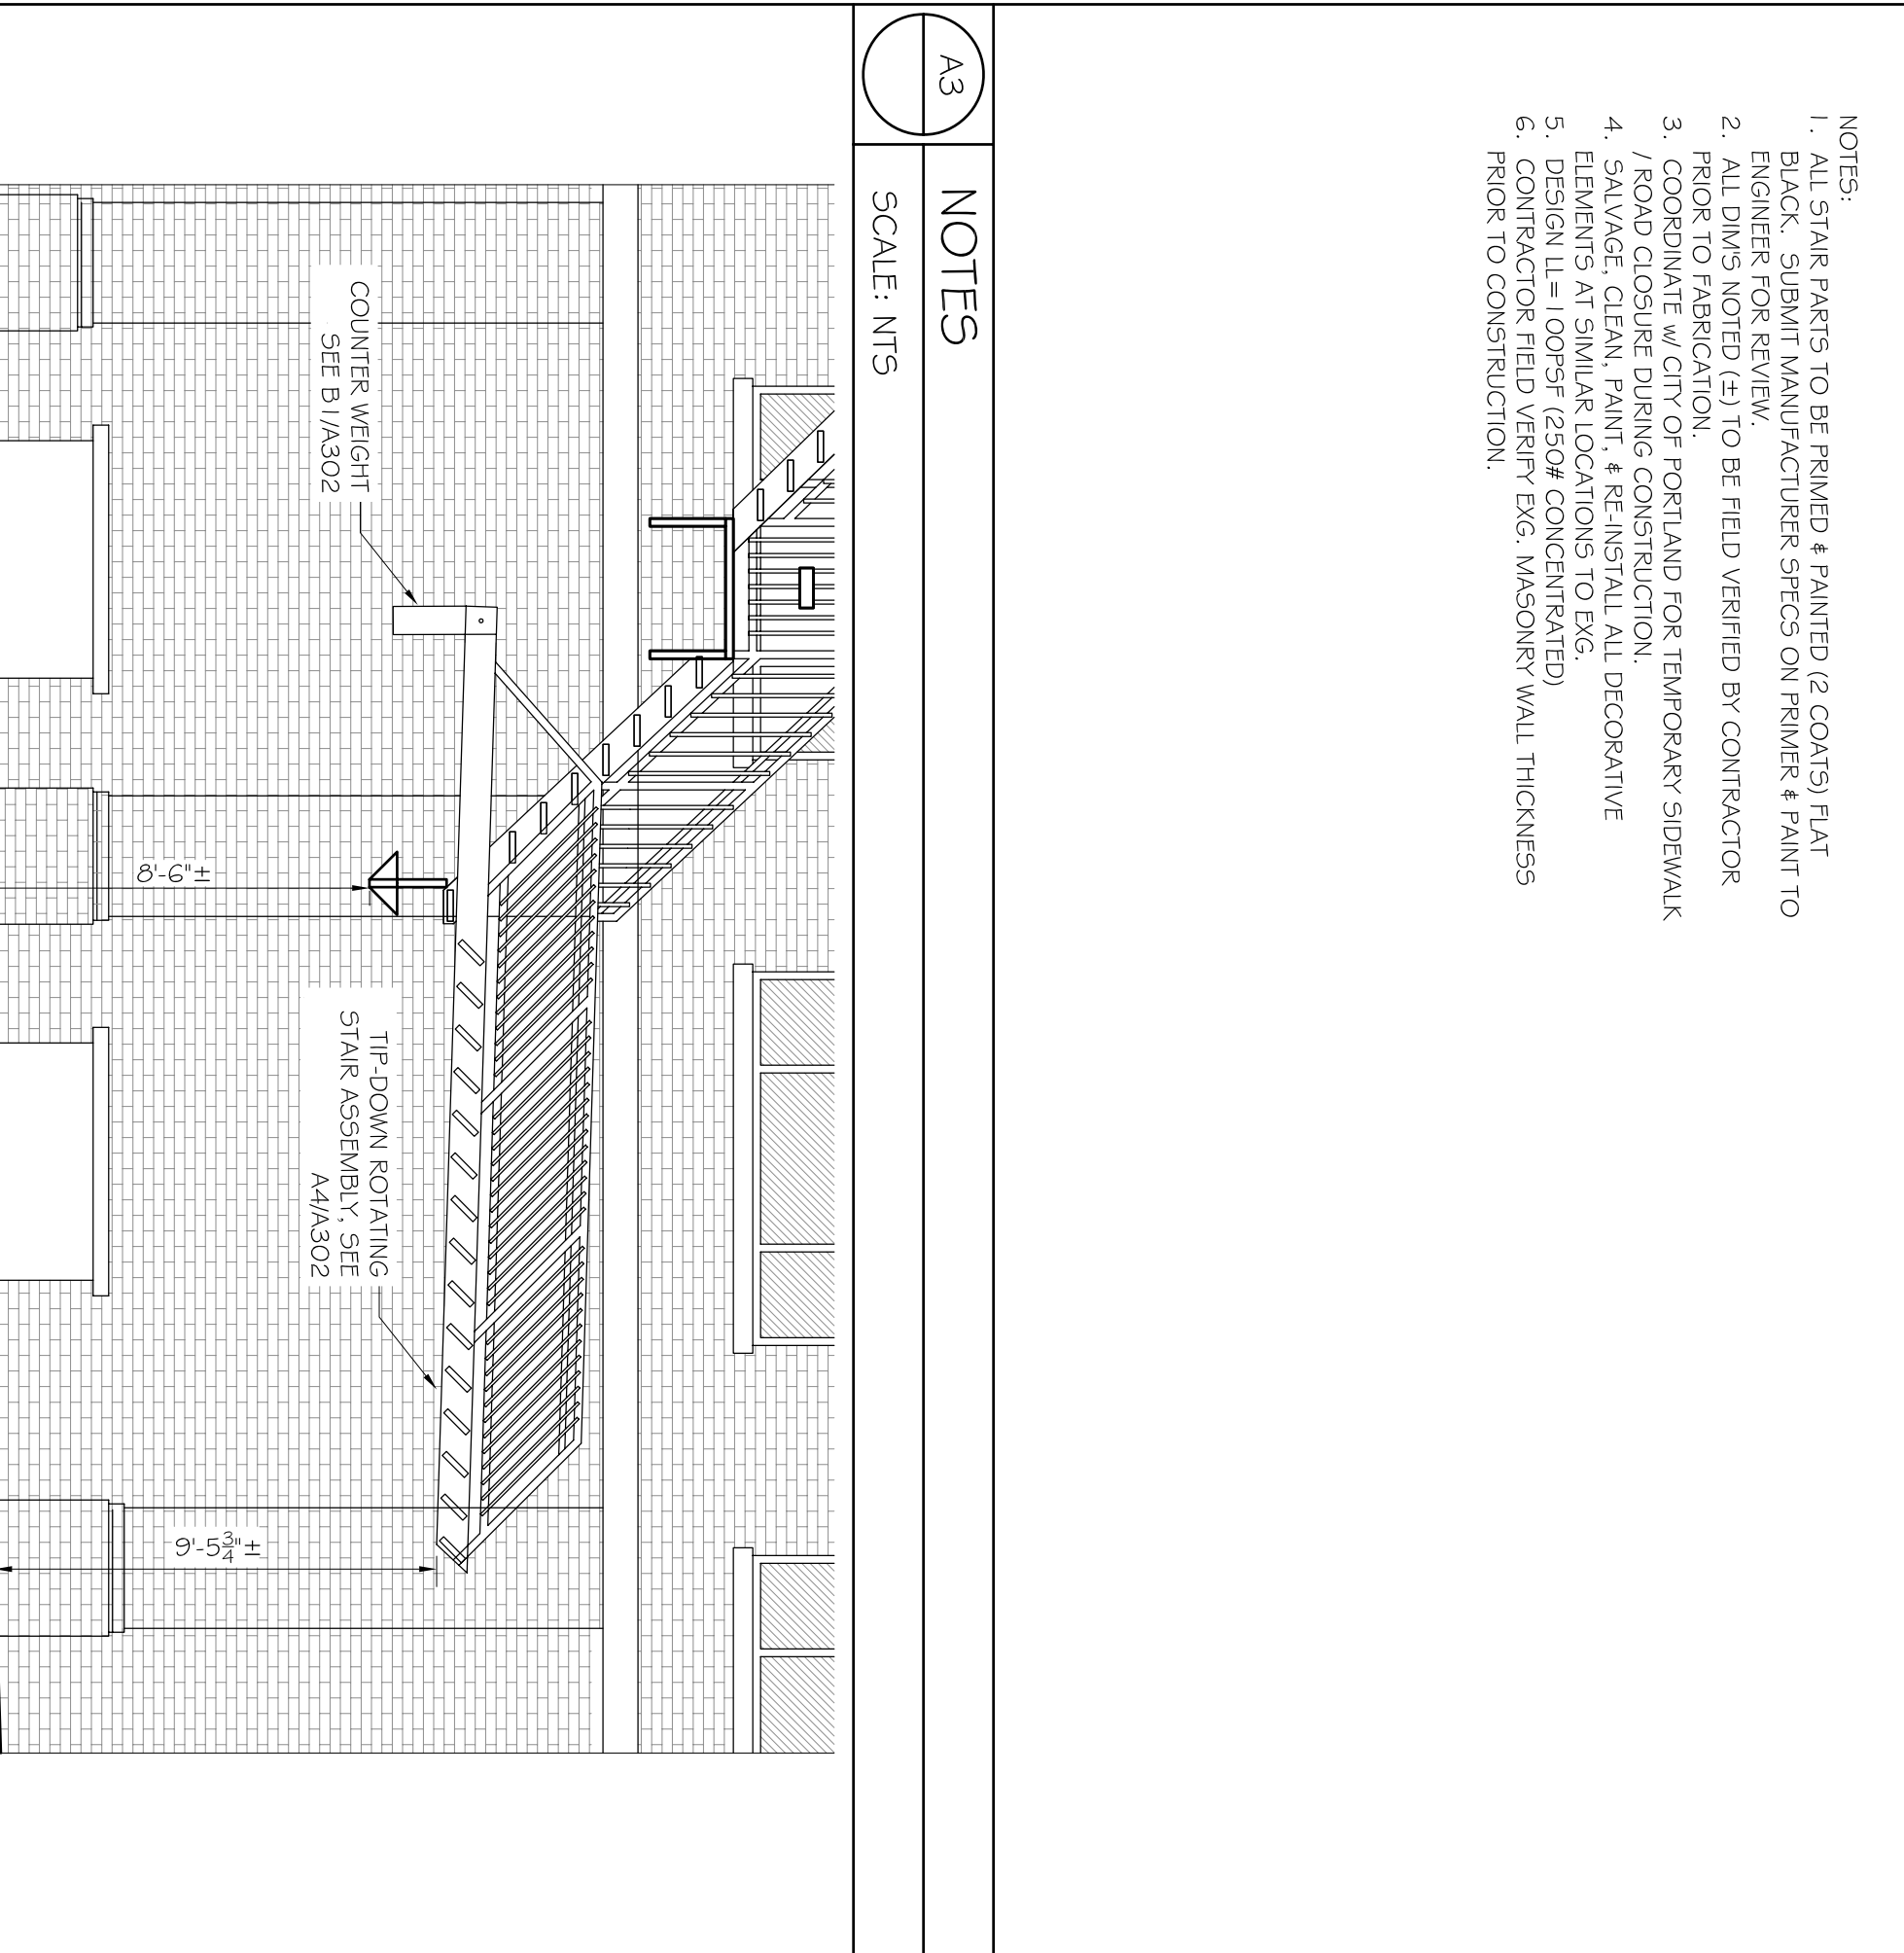 NOTES:
1. ALL STAIR PARTS TO BE PRIMED & PAINTED (2 COATS) FLAT
BLACK. SUBMIT MANUFACTURER SPECS ON PRIMER & PAINT TO
ENGINEER FOR REVIEW.
2. ALL DIM'S NOTED (±) TO BE FIELD VERIFIED BY CONTRACTOR
PRIOR TO FABRICATION.
3. COORDINATE w/ CITY OF PORTLAND FOR TEMPORARY SIDEWALK
/ ROAD CLOSURE DURING CONSTRUCTION.
4. SALVAGE, CLEAN, PAINT, & RE-INSTALL ALL DECORATIVE
ELEMENTS AT SIMILAR LOCATIONS TO EXG.
5. DESIGN LL= 100PSF (250# CONCENTRATED)
6. CONTRACTOR FIELD VERIFY EXG. MASONRY WALL THICKNESS
PRIOR TO CONSTRUCTION.
A3
NOTES
SCALE: NTS
COUNTER WEIGHT
SEE B1/A302
TIP-DOWN ROTATING
STAIR ASSEMBLY, SEE
A4/A302
8'-6"±
9'-5¾"±